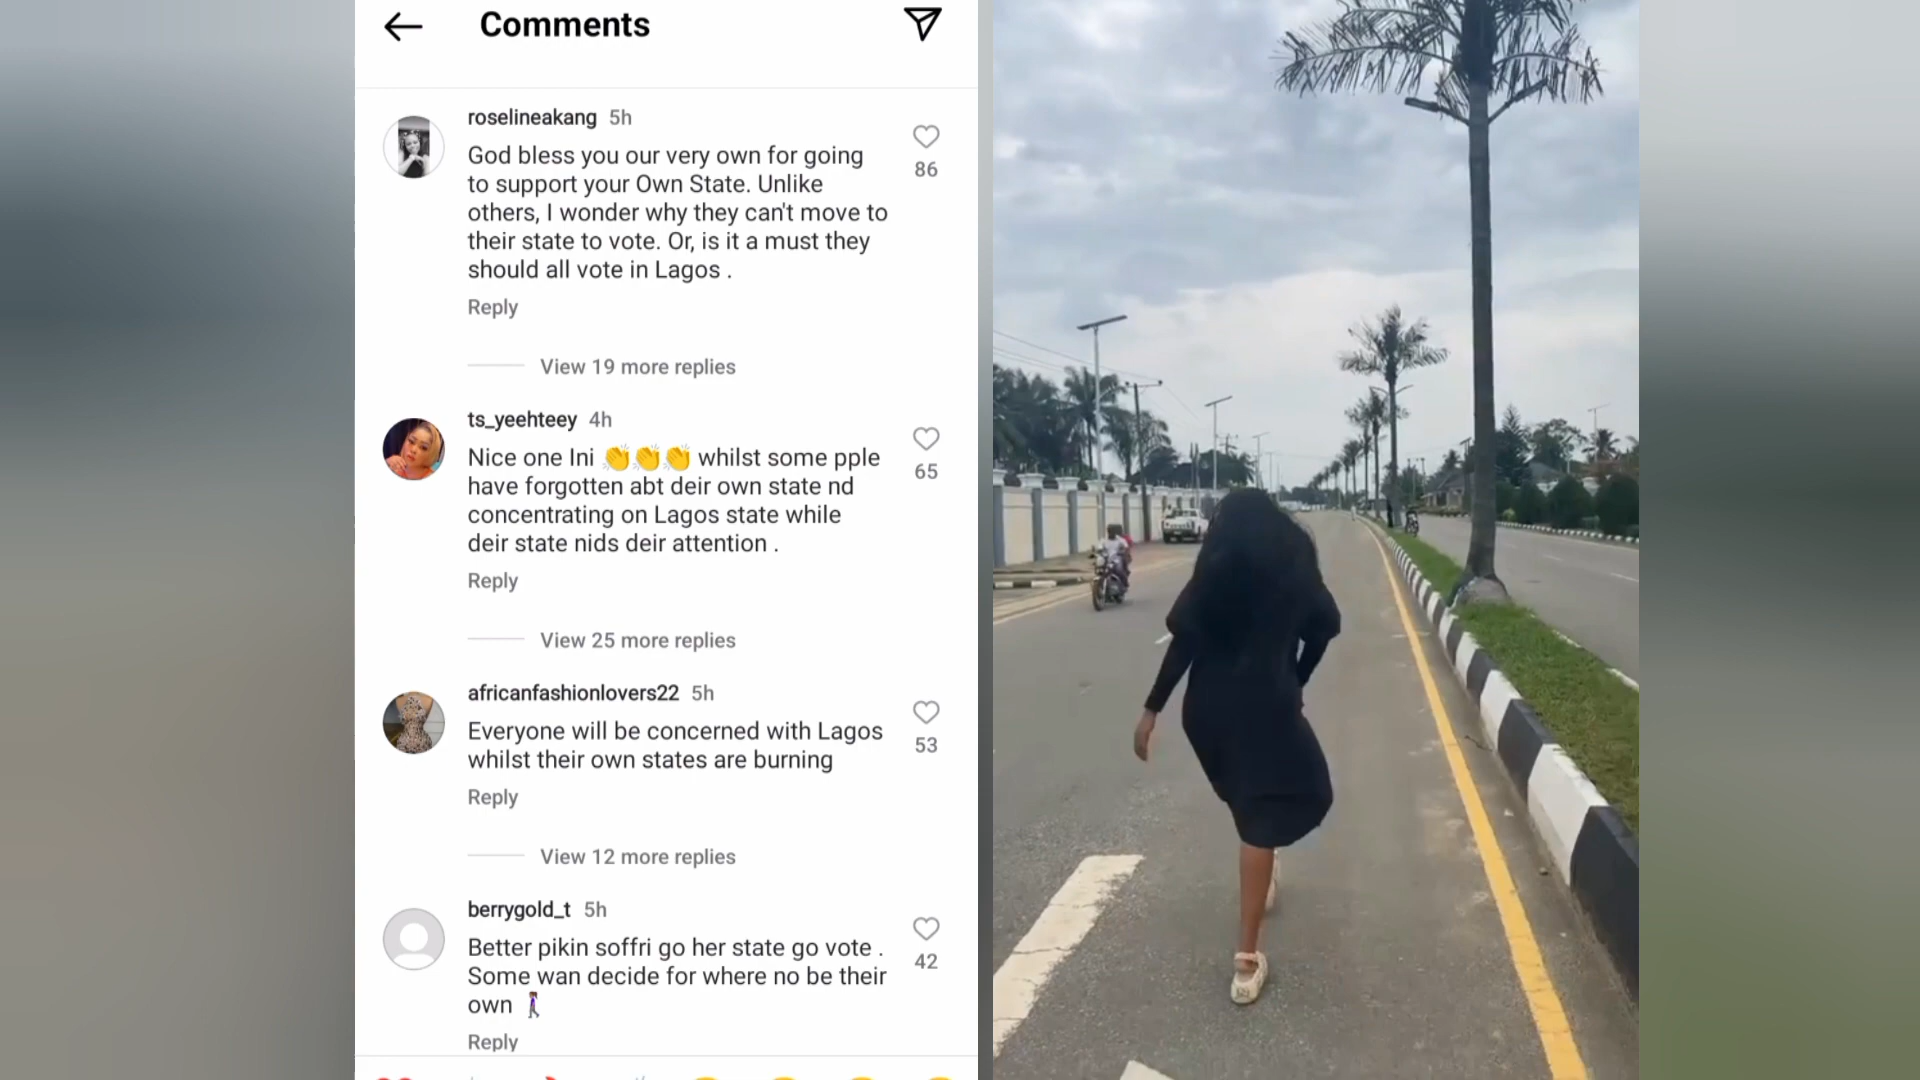 Comments
roselineakang 5h
God bless you our very own for going
to support your Own State. Unlike
others, I wonder why they can't move to
their state to vote. Or, is it a must they
should all vote in Lagos .
86
Reply
View 19 more replies
ts_yeehteey 4h
Nice one Ini 👏👏👏 whilst some pple
have forgotten abt deir own state nd
concentrating on Lagos state while
deir state nids deir attention .
65
Reply
View 25 more replies
africanfashionlovers22 5h
Everyone will be concerned with Lagos
whilst their own states are burning
53
Reply
View 12 more replies
berrygold_t 5h
Better pikin soffri go her state go vote .
Some wan decide for where no be their
own 🚶🏾‍♀️
42
Reply